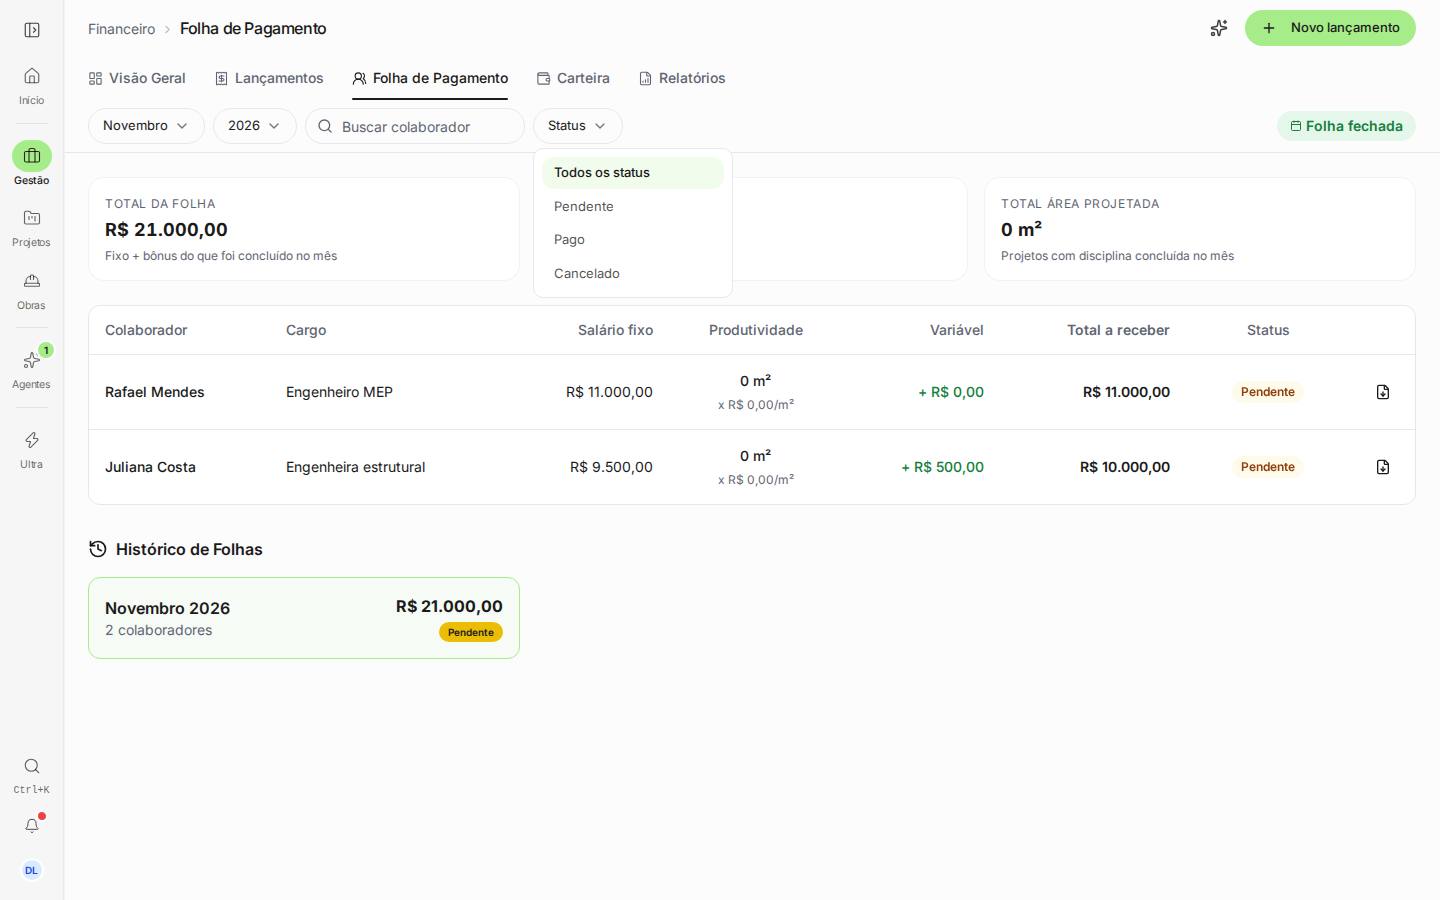 Financeiro > Folha de Pagamento
Novo lançamento
Visão Geral
Lançamentos
Folha de Pagamento
Carteira
Relatórios
Novembro
2026
Buscar colaborador
Status
Folha fechada
Todos os status
Pendente
Pago
Cancelado
TOTAL DA FOLHA
R$ 21.000,00
Fixo + bônus do que foi concluído no mês
TOTAL ÁREA PROJETADA
0 m²
Projetos com disciplina concluída no mês
Colaborador Cargo Salário fixo Produtividade Variável Total a receber Status
Rafael Mendes Engenheiro MEP R$ 11.000,00 0 m² + R$ 0,00 R$ 11.000,00 Pendente
x R$ 0,00/m²
Juliana Costa Engenheira estrutural R$ 9.500,00 0 m² + R$ 500,00 R$ 10.000,00 Pendente
x R$ 0,00/m²
Histórico de Folhas
Novembro 2026 R$ 21.000,00
2 colaboradores Pendente
Início
Gestão
Projetos
Obras
1
Agentes
Ultra
Ctrl+K
DL